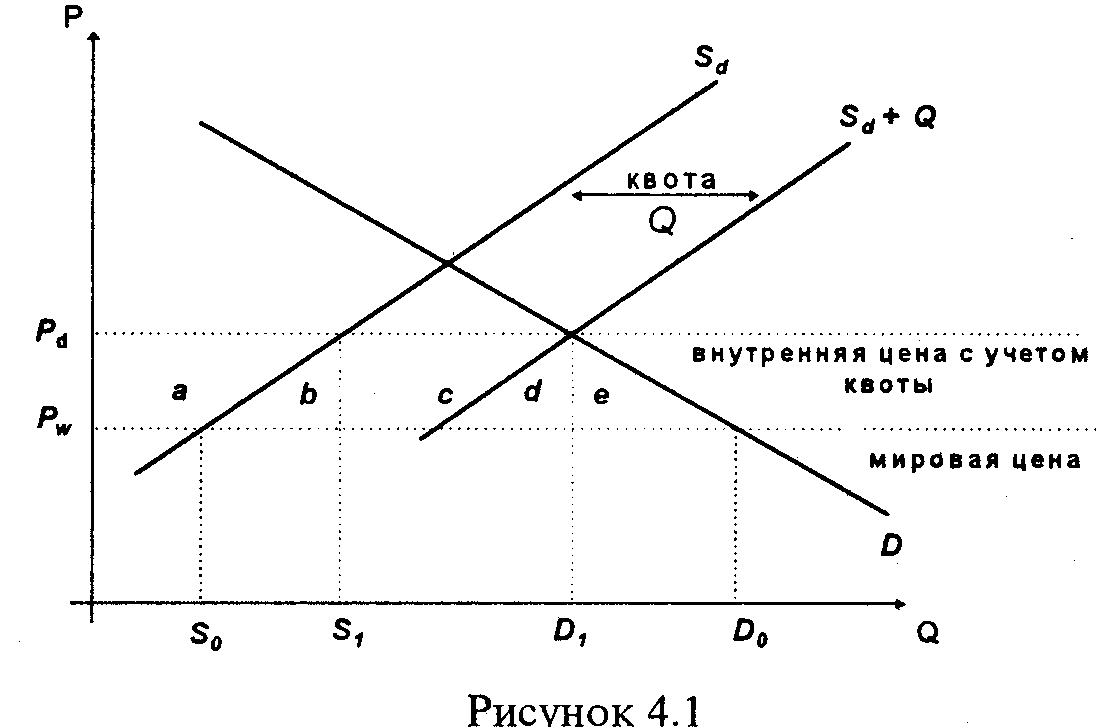 P
S_d
S_d + Q
квота
Q
P_d
внутренняя цена с учетом
квоты
a b c d e
P_w
мировая цена
D
S_0 S_1 D_1 D_0 Q
Рисунок 4.1